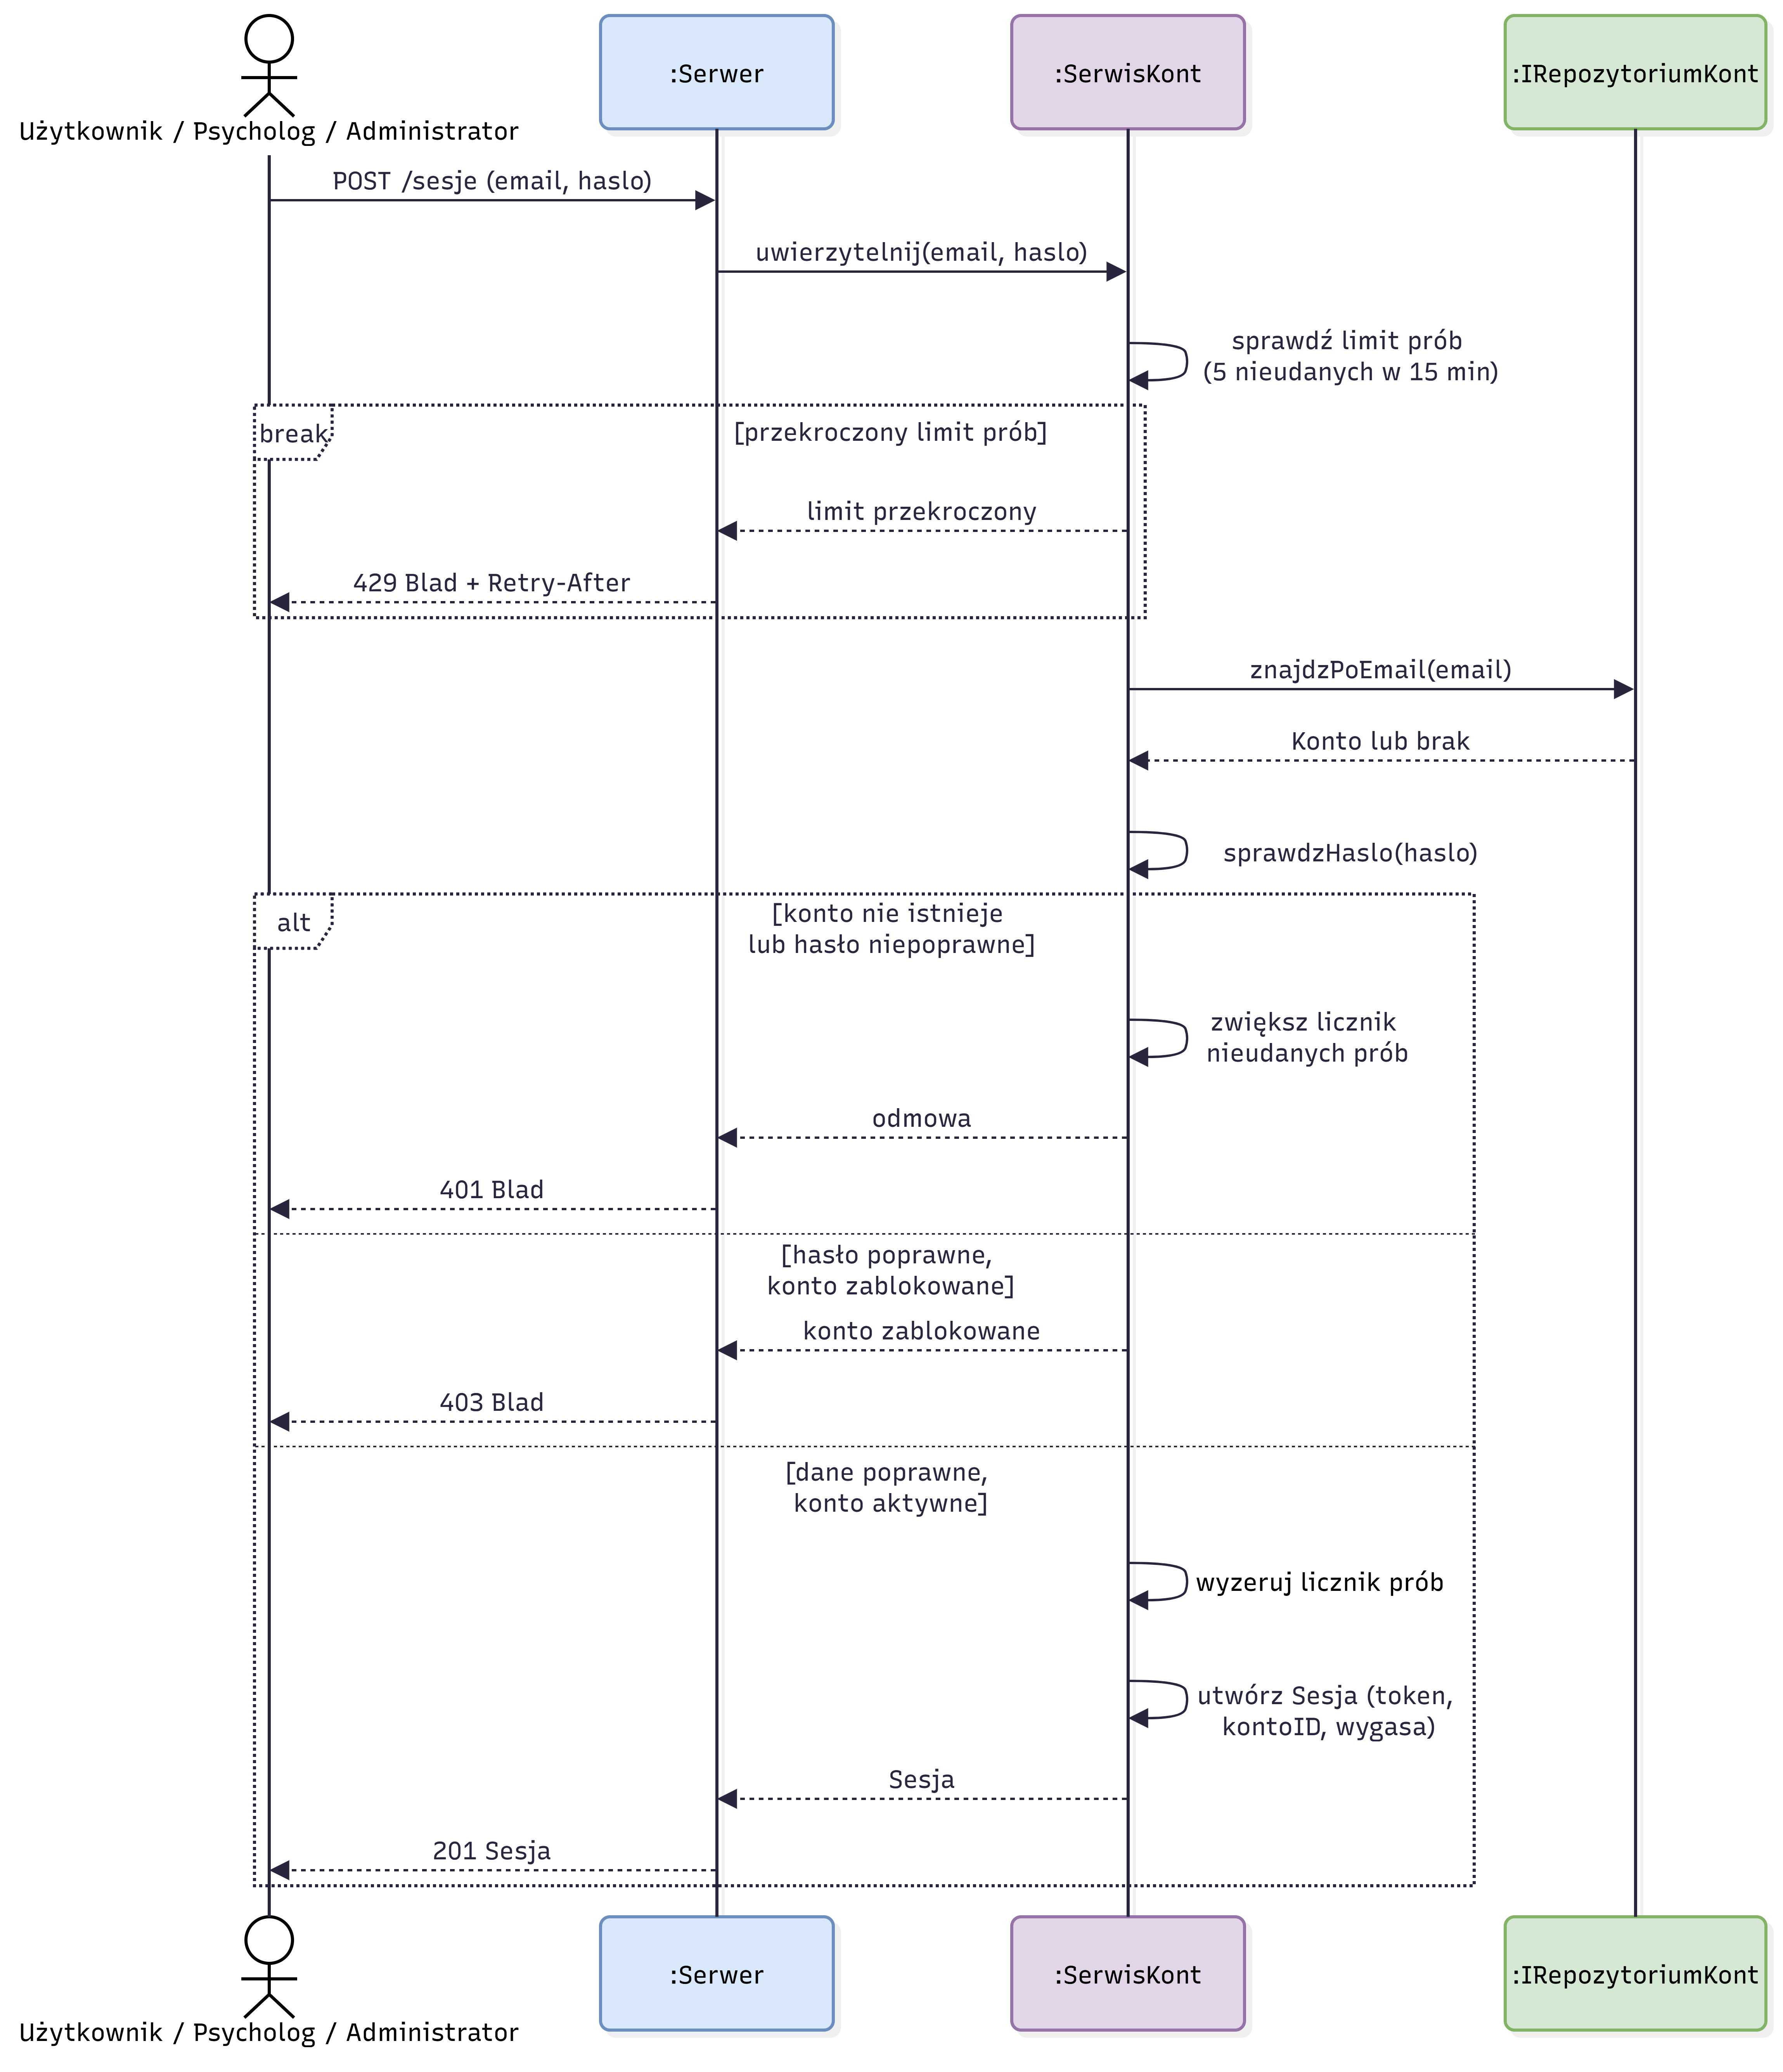 Użytkownik / Psycholog / Administrator
:Serwer
:SerwisKont
:IRepozytoriumKont
POST /sesje (email, haslo)
uwierzytelnij(email, haslo)
sprawdź limit prób
(5 nieudanych w 15 min)
break
[przekroczony limit prób]
limit przekroczony
429 Blad + Retry-After
znajdzPoEmail(email)
Konto lub brak
sprawdzHaslo(haslo)
alt
[konto nie istnieje
lub hasło niepoprawne]
zwiększ licznik
nieudanych prób
odmowa
401 Blad
[hasło poprawne,
konto zablokowane]
konto zablokowane
403 Blad
[dane poprawne,
konto aktywne]
wyzeruj licznik prób
utwórz Sesja (token,
kontoID, wygasa)
Sesja
201 Sesja
:Serwer
:SerwisKont
:IRepozytoriumKont
Użytkownik / Psycholog / Administrator